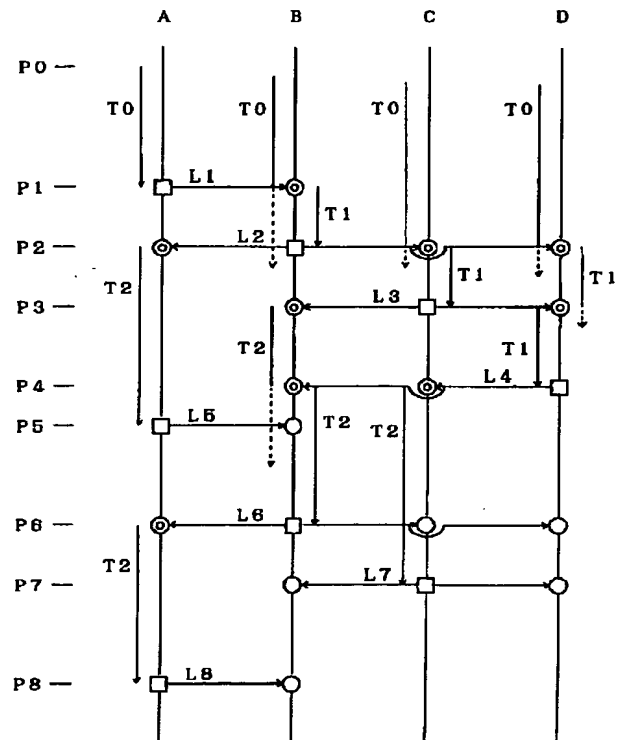 A B C D
P0
T0 T0 T0 T0
P1 L1
T1
P2 L2
T2 T1 T1
P3 L3
T2 T1
P4 L4
P5 L5 T2 T2
P6 L6
T2
P7 L7
P8 L8